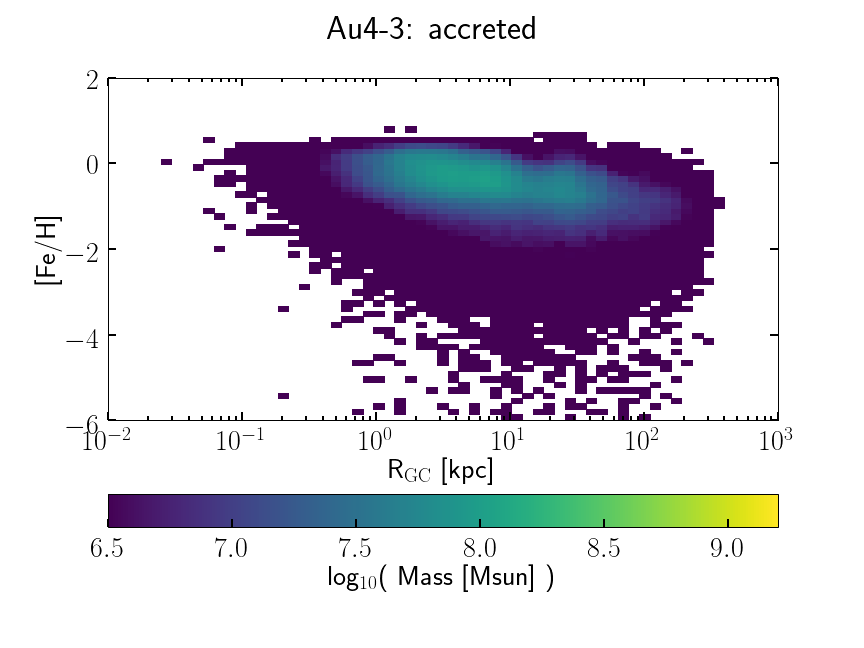 Au4-3: accreted
[Fe/H]
2
0
−2
−4
−6
10⁻² 10⁻¹ 10⁰ 10¹ 10² 10³
R_GC [kpc]
6.5 7.0 7.5 8.0 8.5 9.0
log₁₀( Mass [Msun] )